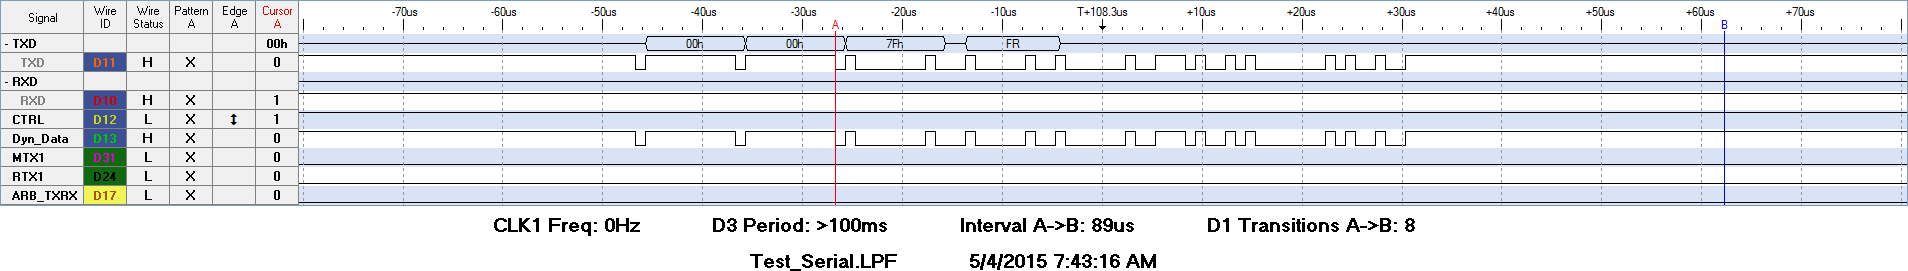 Signal Wire ID Wire Status Pattern A Edge A Cursor A -70us -60us -50us -40us -30us -20us -10us T+108.3us +10us +20us +30us +40us +50us +60us +70us
A B
- TXD 00h 00h 00h 7Fh FR
TXD D11 H X 0
- RXD
RXD D10 H X 1
CTRL D12 L X 1
Dyn_Data D13 H X 0
MTX1 D31 L X 0
RTX1 D24 L X 0
ARB_TXRX D17 L X 0
CLK1 Freq: 0Hz D3 Period: >100ms Interval A->B: 89us D1 Transitions A->B: 8
Test_Serial.LPF 5/4/2015 7:43:16 AM